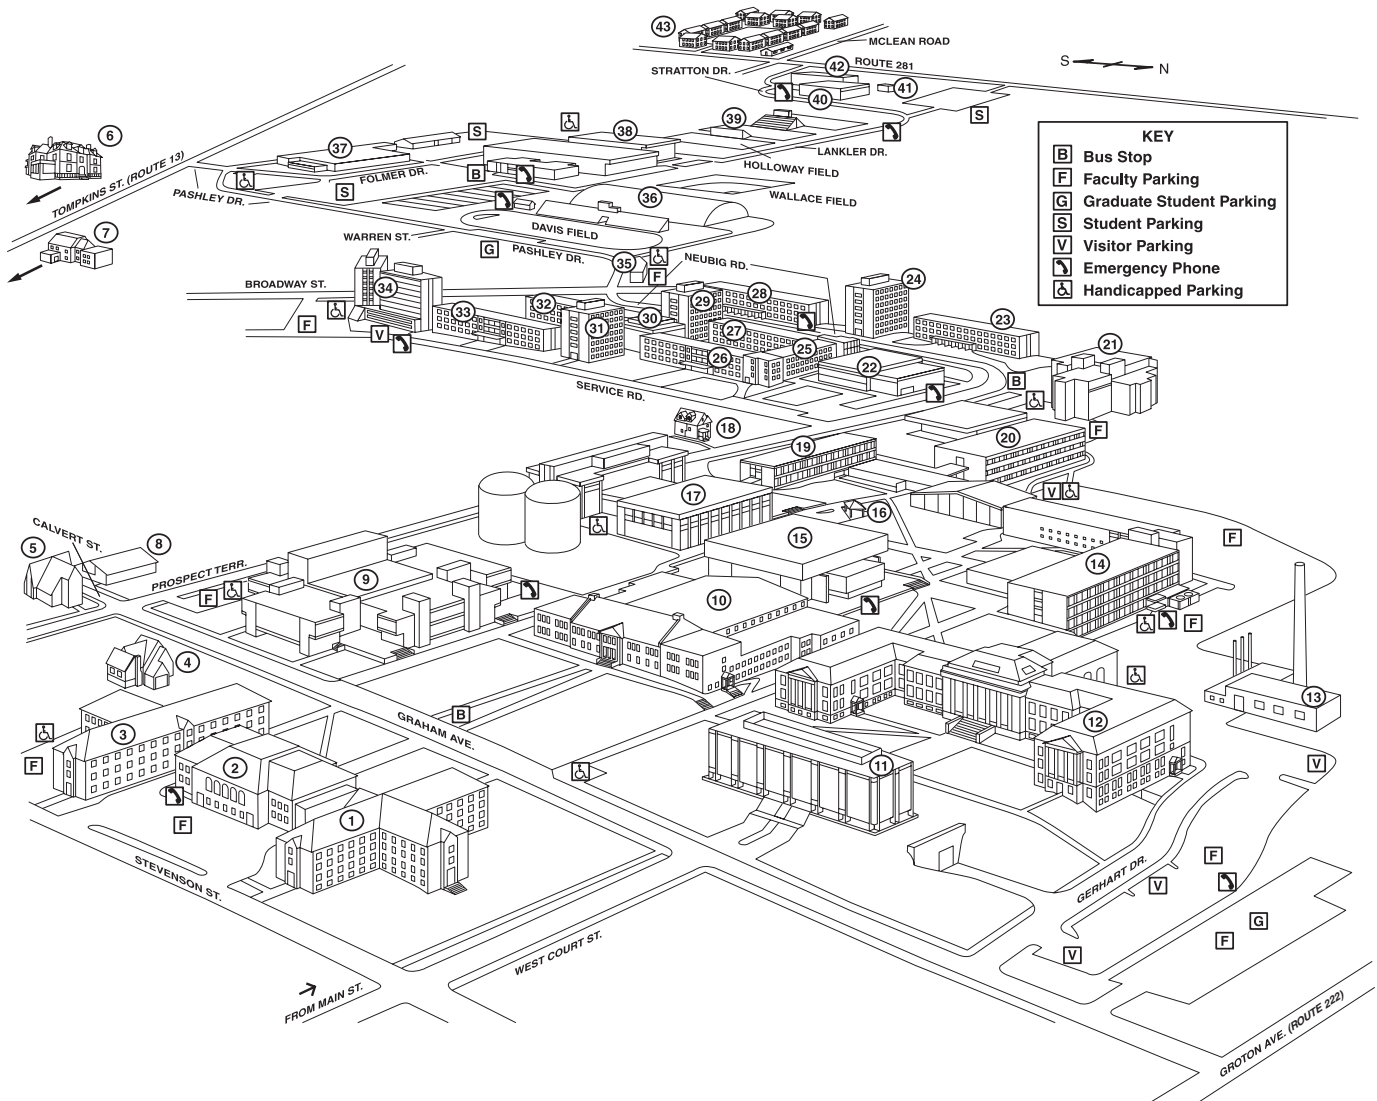 43
MCLEAN ROAD
42
ROUTE 281
S N
STRATTON DR.
41
40
S
KEY
B Bus Stop
F Faculty Parking
G Graduate Student Parking
S Student Parking
V Visitor Parking
Emergency Phone
Handicapped Parking
6
39
38
S
37
LANKLER DR.
HOLLOWAY FIELD
TOMPKINS ST. (ROUTE 13)
FOLMER DR.
B
S
PASHLEY DR.
36
WALLACE FIELD
7
WARREN ST.
DAVIS FIELD
G
PASHLEY DR.
35
F
NEUBIG RD.
BROADWAY ST.
34
24
28
29
32
33
31
30
27
23
F
V
26
25
22
21
B
SERVICE RD.
18
F
19
20
17
V
16
15
F
CALVERT ST.
5
8
PROSPECT TERR.
9
F
10
14
F
4
13
B
GRAHAM AVE.
12
3
F
2
11
V
F
1
STEVENSON ST.
GERHART DR.
F
V
G
F
V
WEST COURT ST.
FROM MAIN ST.
GROTON AVE. (ROUTE 222)